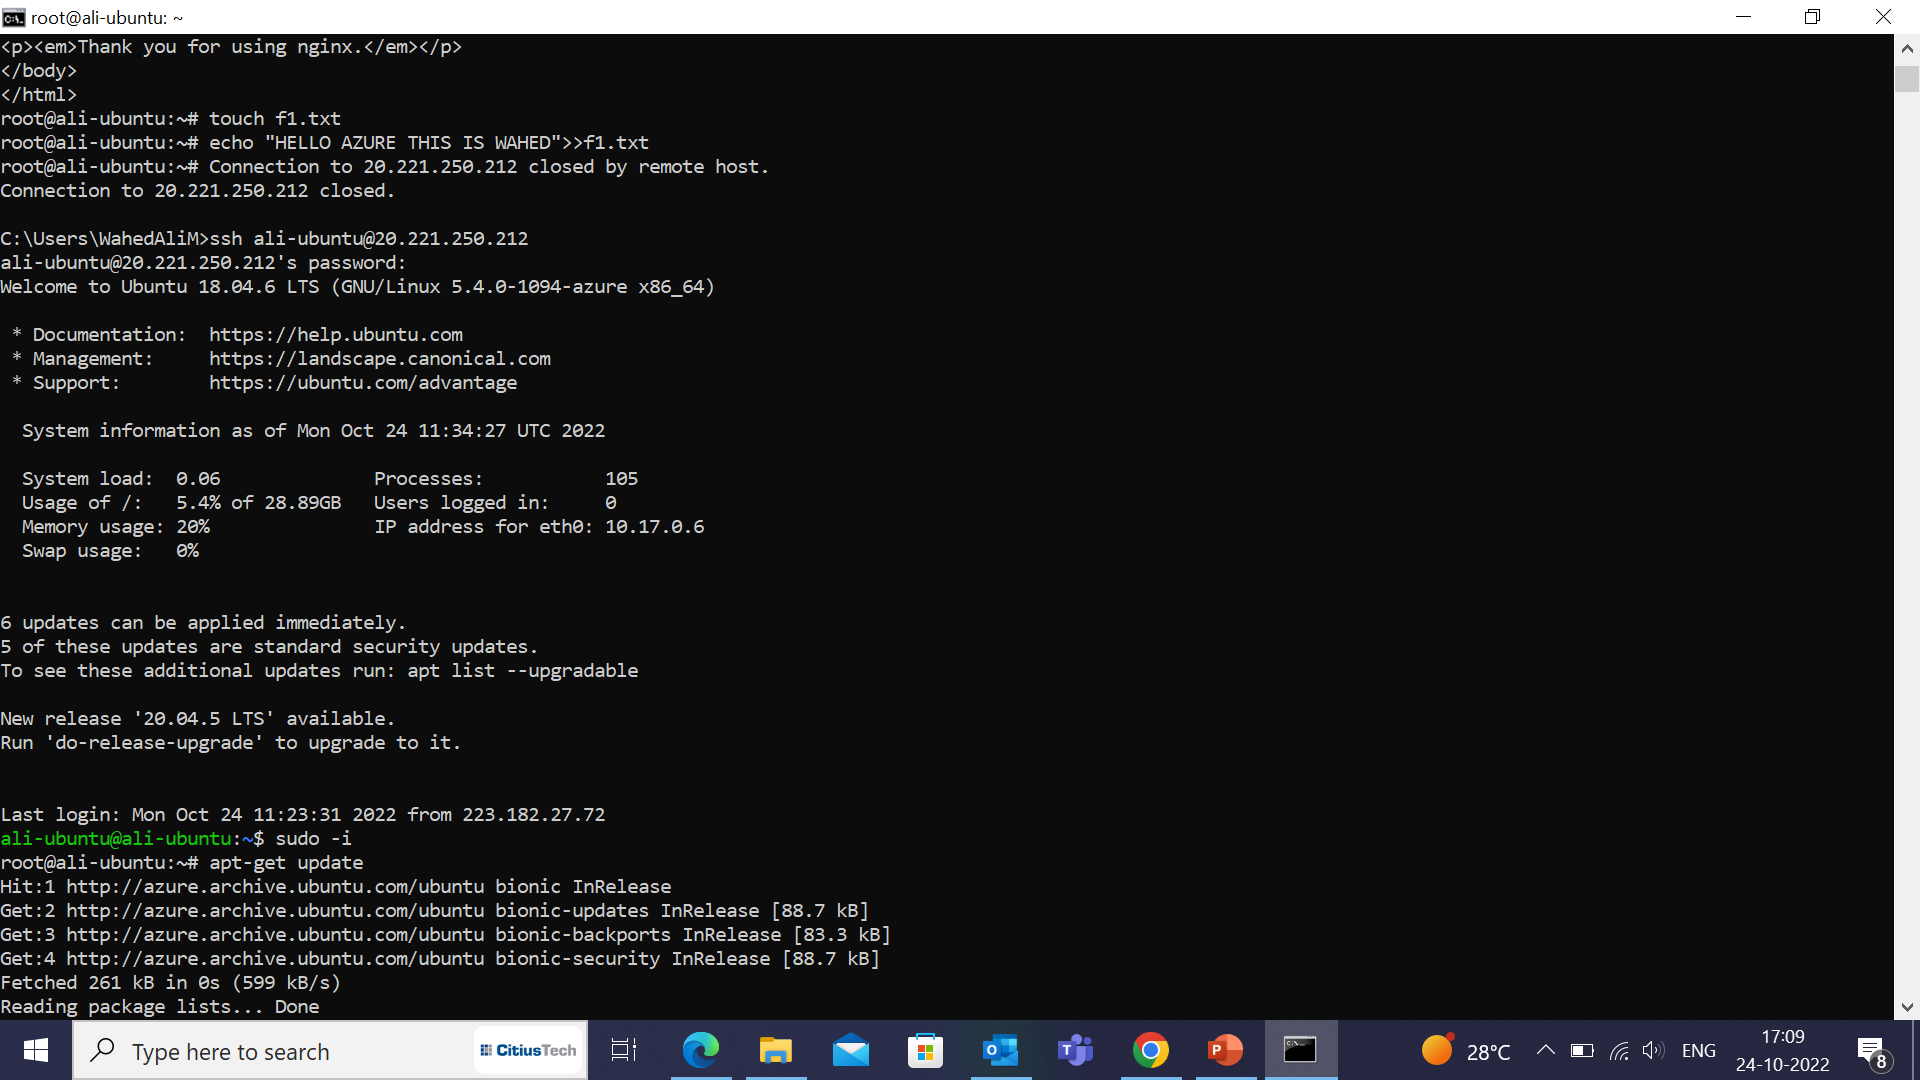 root@ali-ubuntu: ~
<p><em>Thank you for using nginx.</em></p>
</body>
</html>
root@ali-ubuntu:~# touch f1.txt
root@ali-ubuntu:~# echo "HELLO AZURE THIS IS WAHED">>f1.txt
root@ali-ubuntu:~# Connection to 20.221.250.212 closed by remote host.
Connection to 20.221.250.212 closed.
C:\Users\WahedAliM>ssh ali-ubuntu@20.221.250.212
ali-ubuntu@20.221.250.212's password:
Welcome to Ubuntu 18.04.6 LTS (GNU/Linux 5.4.0-1094-azure x86_64)
* Documentation:  https://help.ubuntu.com
* Management:     https://landscape.canonical.com
* Support:        https://ubuntu.com/advantage
System information as of Mon Oct 24 11:34:27 UTC 2022
System load:  0.06              Processes:           105
Usage of /:   5.4% of 28.89GB   Users logged in:     0
Memory usage: 20%               IP address for eth0: 10.17.0.6
Swap usage:   0%
6 updates can be applied immediately.
5 of these updates are standard security updates.
To see these additional updates run: apt list --upgradable
New release '20.04.5 LTS' available.
Run 'do-release-upgrade' to upgrade to it.
Last login: Mon Oct 24 11:23:31 2022 from 223.182.27.72
ali-ubuntu@ali-ubuntu:~$ sudo -i
root@ali-ubuntu:~# apt-get update
Hit:1 http://azure.archive.ubuntu.com/ubuntu bionic InRelease
Get:2 http://azure.archive.ubuntu.com/ubuntu bionic-updates InRelease [88.7 kB]
Get:3 http://azure.archive.ubuntu.com/ubuntu bionic-backports InRelease [83.3 kB]
Get:4 http://azure.archive.ubuntu.com/ubuntu bionic-security InRelease [88.7 kB]
Fetched 261 kB in 0s (599 kB/s)
Reading package lists... Done
Type here to search
CitiusTech
28°C
ENG
17:09
24-10-2022
8